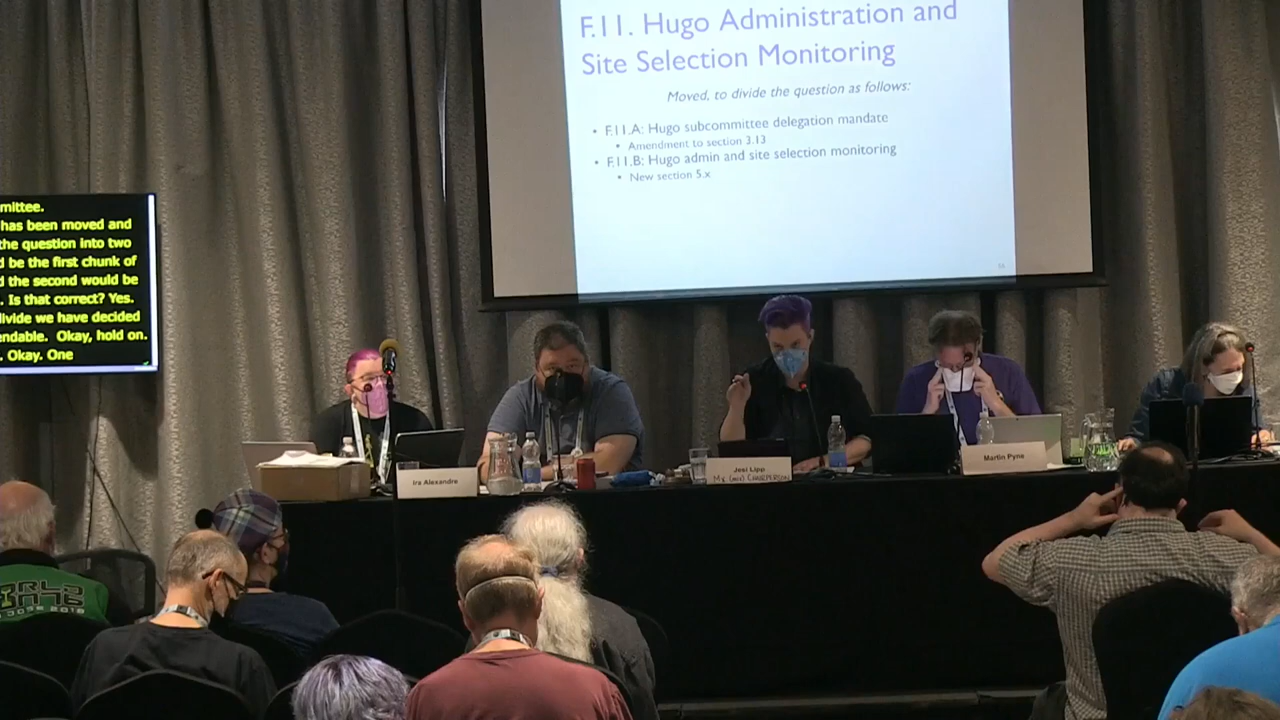 F.11. Hugo Administration and
Site Selection Monitoring
Moved, to divide the question as follows:
• F.11.A: Hugo subcommittee delegation mandate
• Amendment to section 3.13
• F.11.B: Hugo admin and site selection monitoring
• New section 5.x
mittee.
has been moved and
the question into two
d be the first chunk of
d the second would be
. Is that correct? Yes.
divide we have decided
endable. Okay, hold on.
. Okay. One
Ira Alexandre
Jesi Lipp
CHAIRPERSON
Martin Pyne